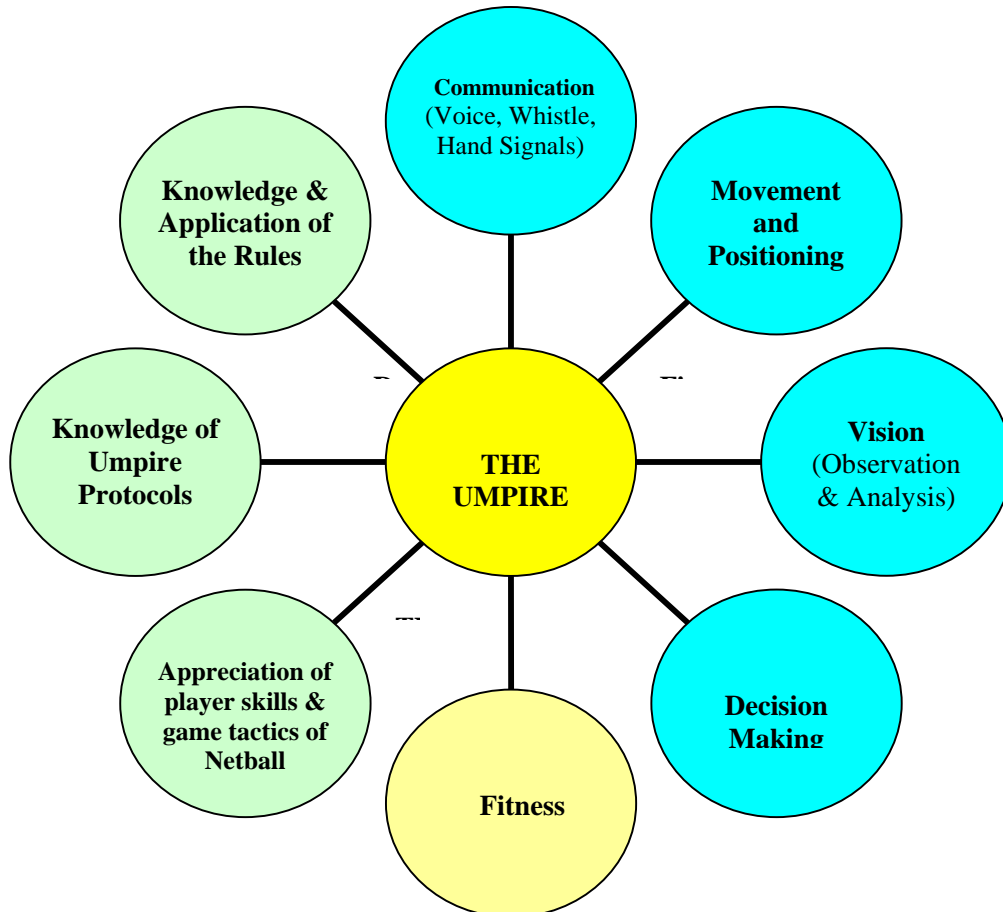 Communication
(Voice, Whistle,
Hand Signals)
Knowledge &
Application of
the Rules
Movement
and
Positioning
Knowledge of
Umpire
Protocols
THE
UMPIRE
Vision
(Observation
& Analysis)
Appreciation of
player skills &
game tactics of
Netball
Fitness
Decision
Making